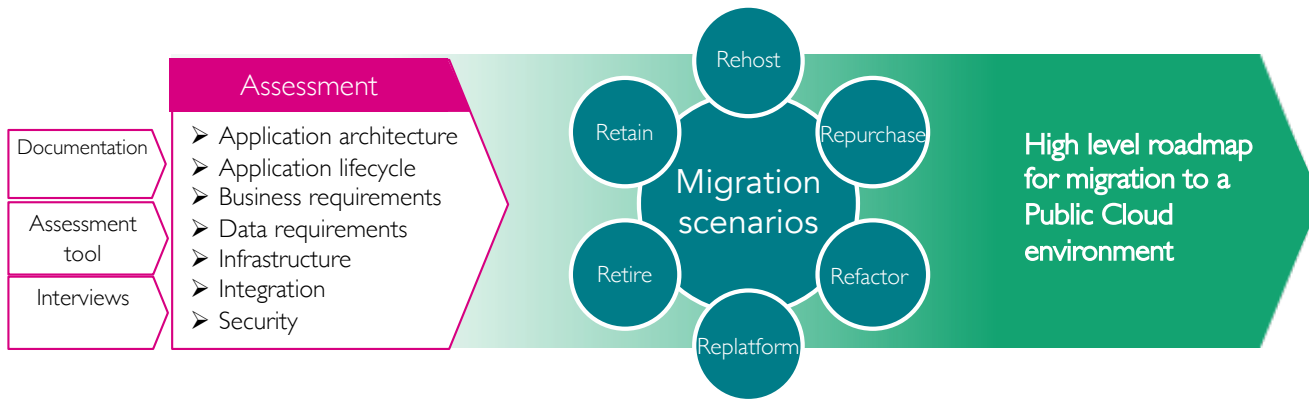 Documentation
Assessment
tool
Interviews
Assessment
➢ Application architecture
➢ Application lifecycle
➢ Business requirements
➢ Data requirements
➢ Infrastructure
➢ Integration
➢ Security
Rehost
Retain
Repurchase
Migration
scenarios
Retire
Refactor
Replatform
High level roadmap
for migration to a
Public Cloud
environment